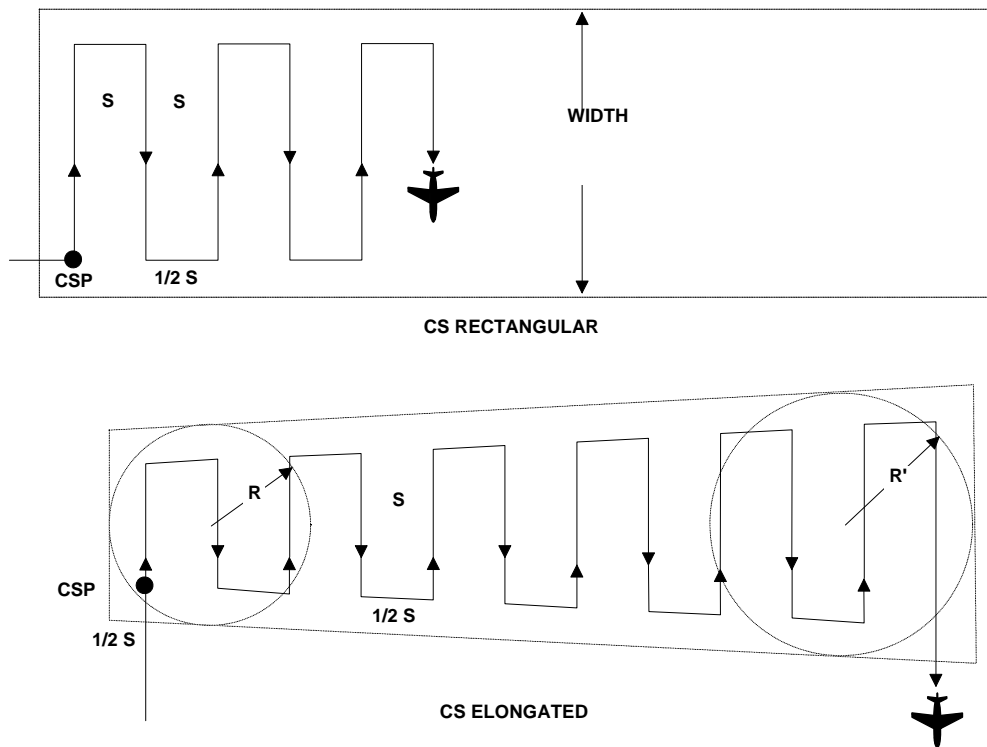 S S
WIDTH
CSP
1/2 S
CS RECTANGULAR
R
S
R'
CSP
1/2 S
1/2 S
CS ELONGATED